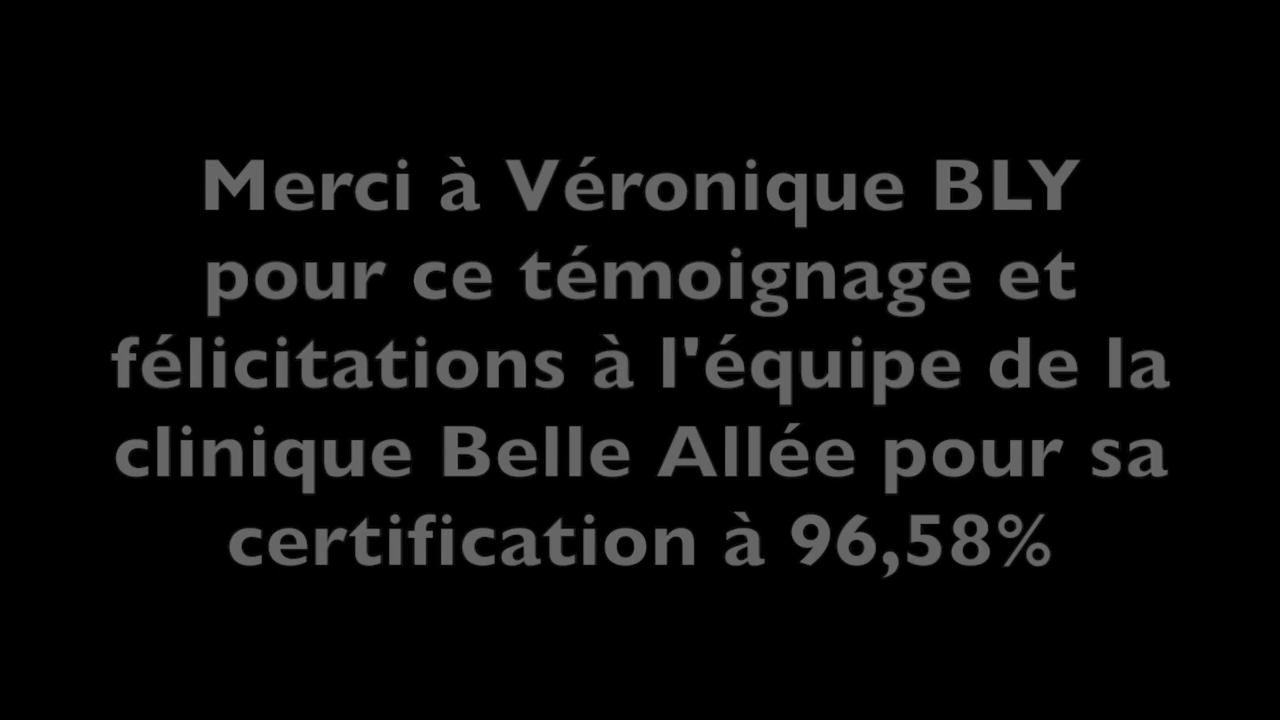 Merci à Véronique BLY
pour ce témoignage et
félicitations à l'équipe de la
clinique Belle Allée pour sa
certification à 96,58%